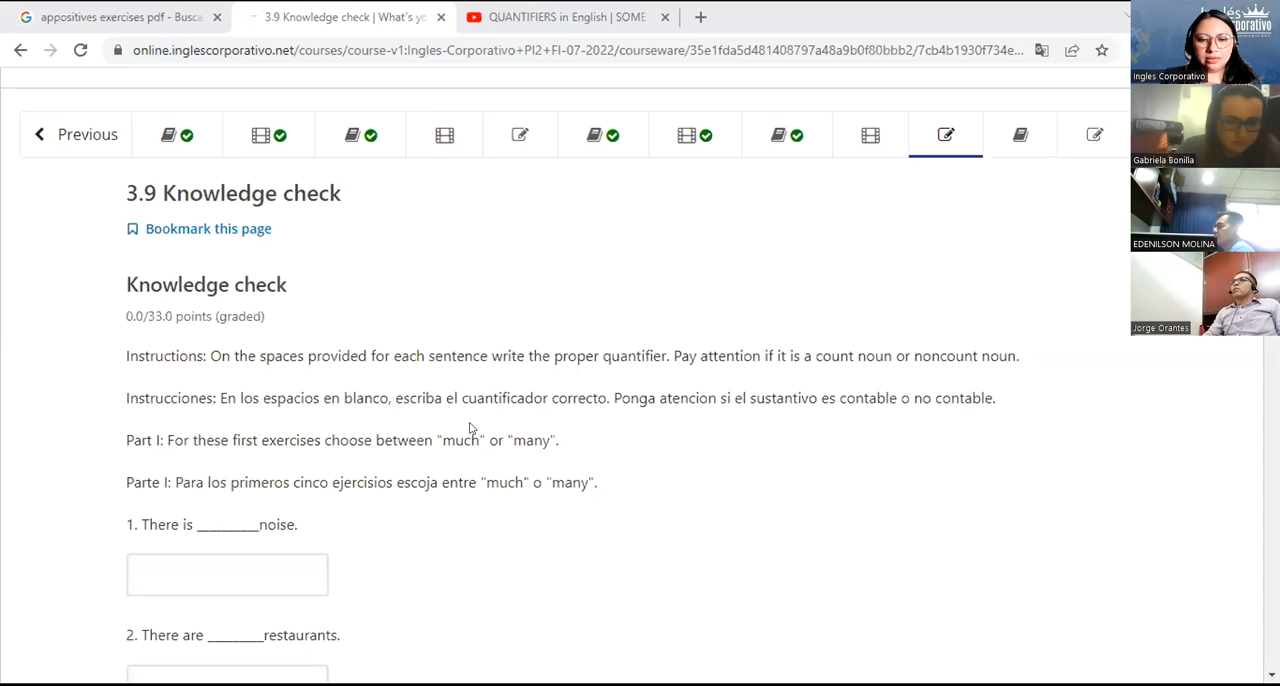 appositives exercises pdf - Busca
3.9 Knowledge check | What's yo
QUANTIFIERS in English | SOME
online.inglescorporativo.net/courses/course-v1:Ingles-Corporativo+PI2+FI-07-2022/courseware/35e1fda5d481408797a48a9b0f80bbb2/7cb4b1930f734e...
Inglés
Corporativo
Ingles Corporativo
Gabriela Bonilla
EDENILSON MOLINA
Jorge Orantes
Previous
3.9 Knowledge check
Bookmark this page
Knowledge check
0.0/33.0 points (graded)
Instructions: On the spaces provided for each sentence write the proper quantifier. Pay attention if it is a count noun or noncount noun.
Instrucciones: En los espacios en blanco, escriba el cuantificador correcto. Ponga atencion si el sustantivo es contable o no contable.
Part I: For these first exercises choose between "much" or "many".
Parte I: Para los primeros cinco ejercisios escoja entre "much" o "many".
1. There is _________noise.
2. There are ________restaurants.